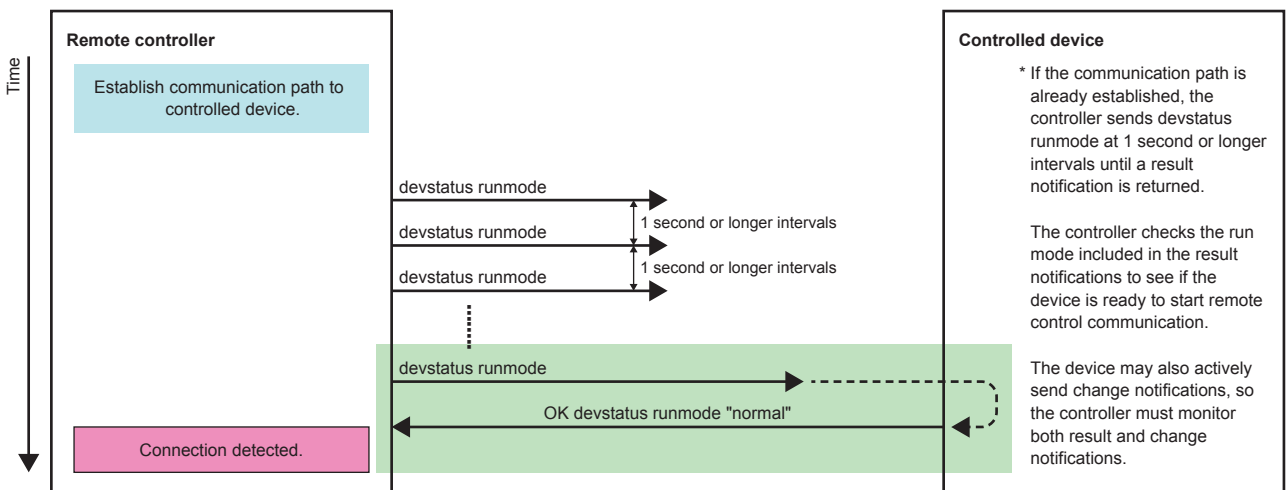 Time
Remote controller
Establish communication path to
controlled device.
devstatus runmode
1 second or longer intervals
devstatus runmode
1 second or longer intervals
devstatus runmode
devstatus runmode
OK devstatus runmode "normal"
Connection detected.
Controlled device
* If the communication path is
already established, the
controller sends devstatus
runmode at 1 second or longer
intervals until a result
notification is returned.
The controller checks the run
mode included in the result
notifications to see if the
device is ready to start remote
control communication.
The device may also actively
send change notifications, so
the controller must monitor
both result and change
notifications.